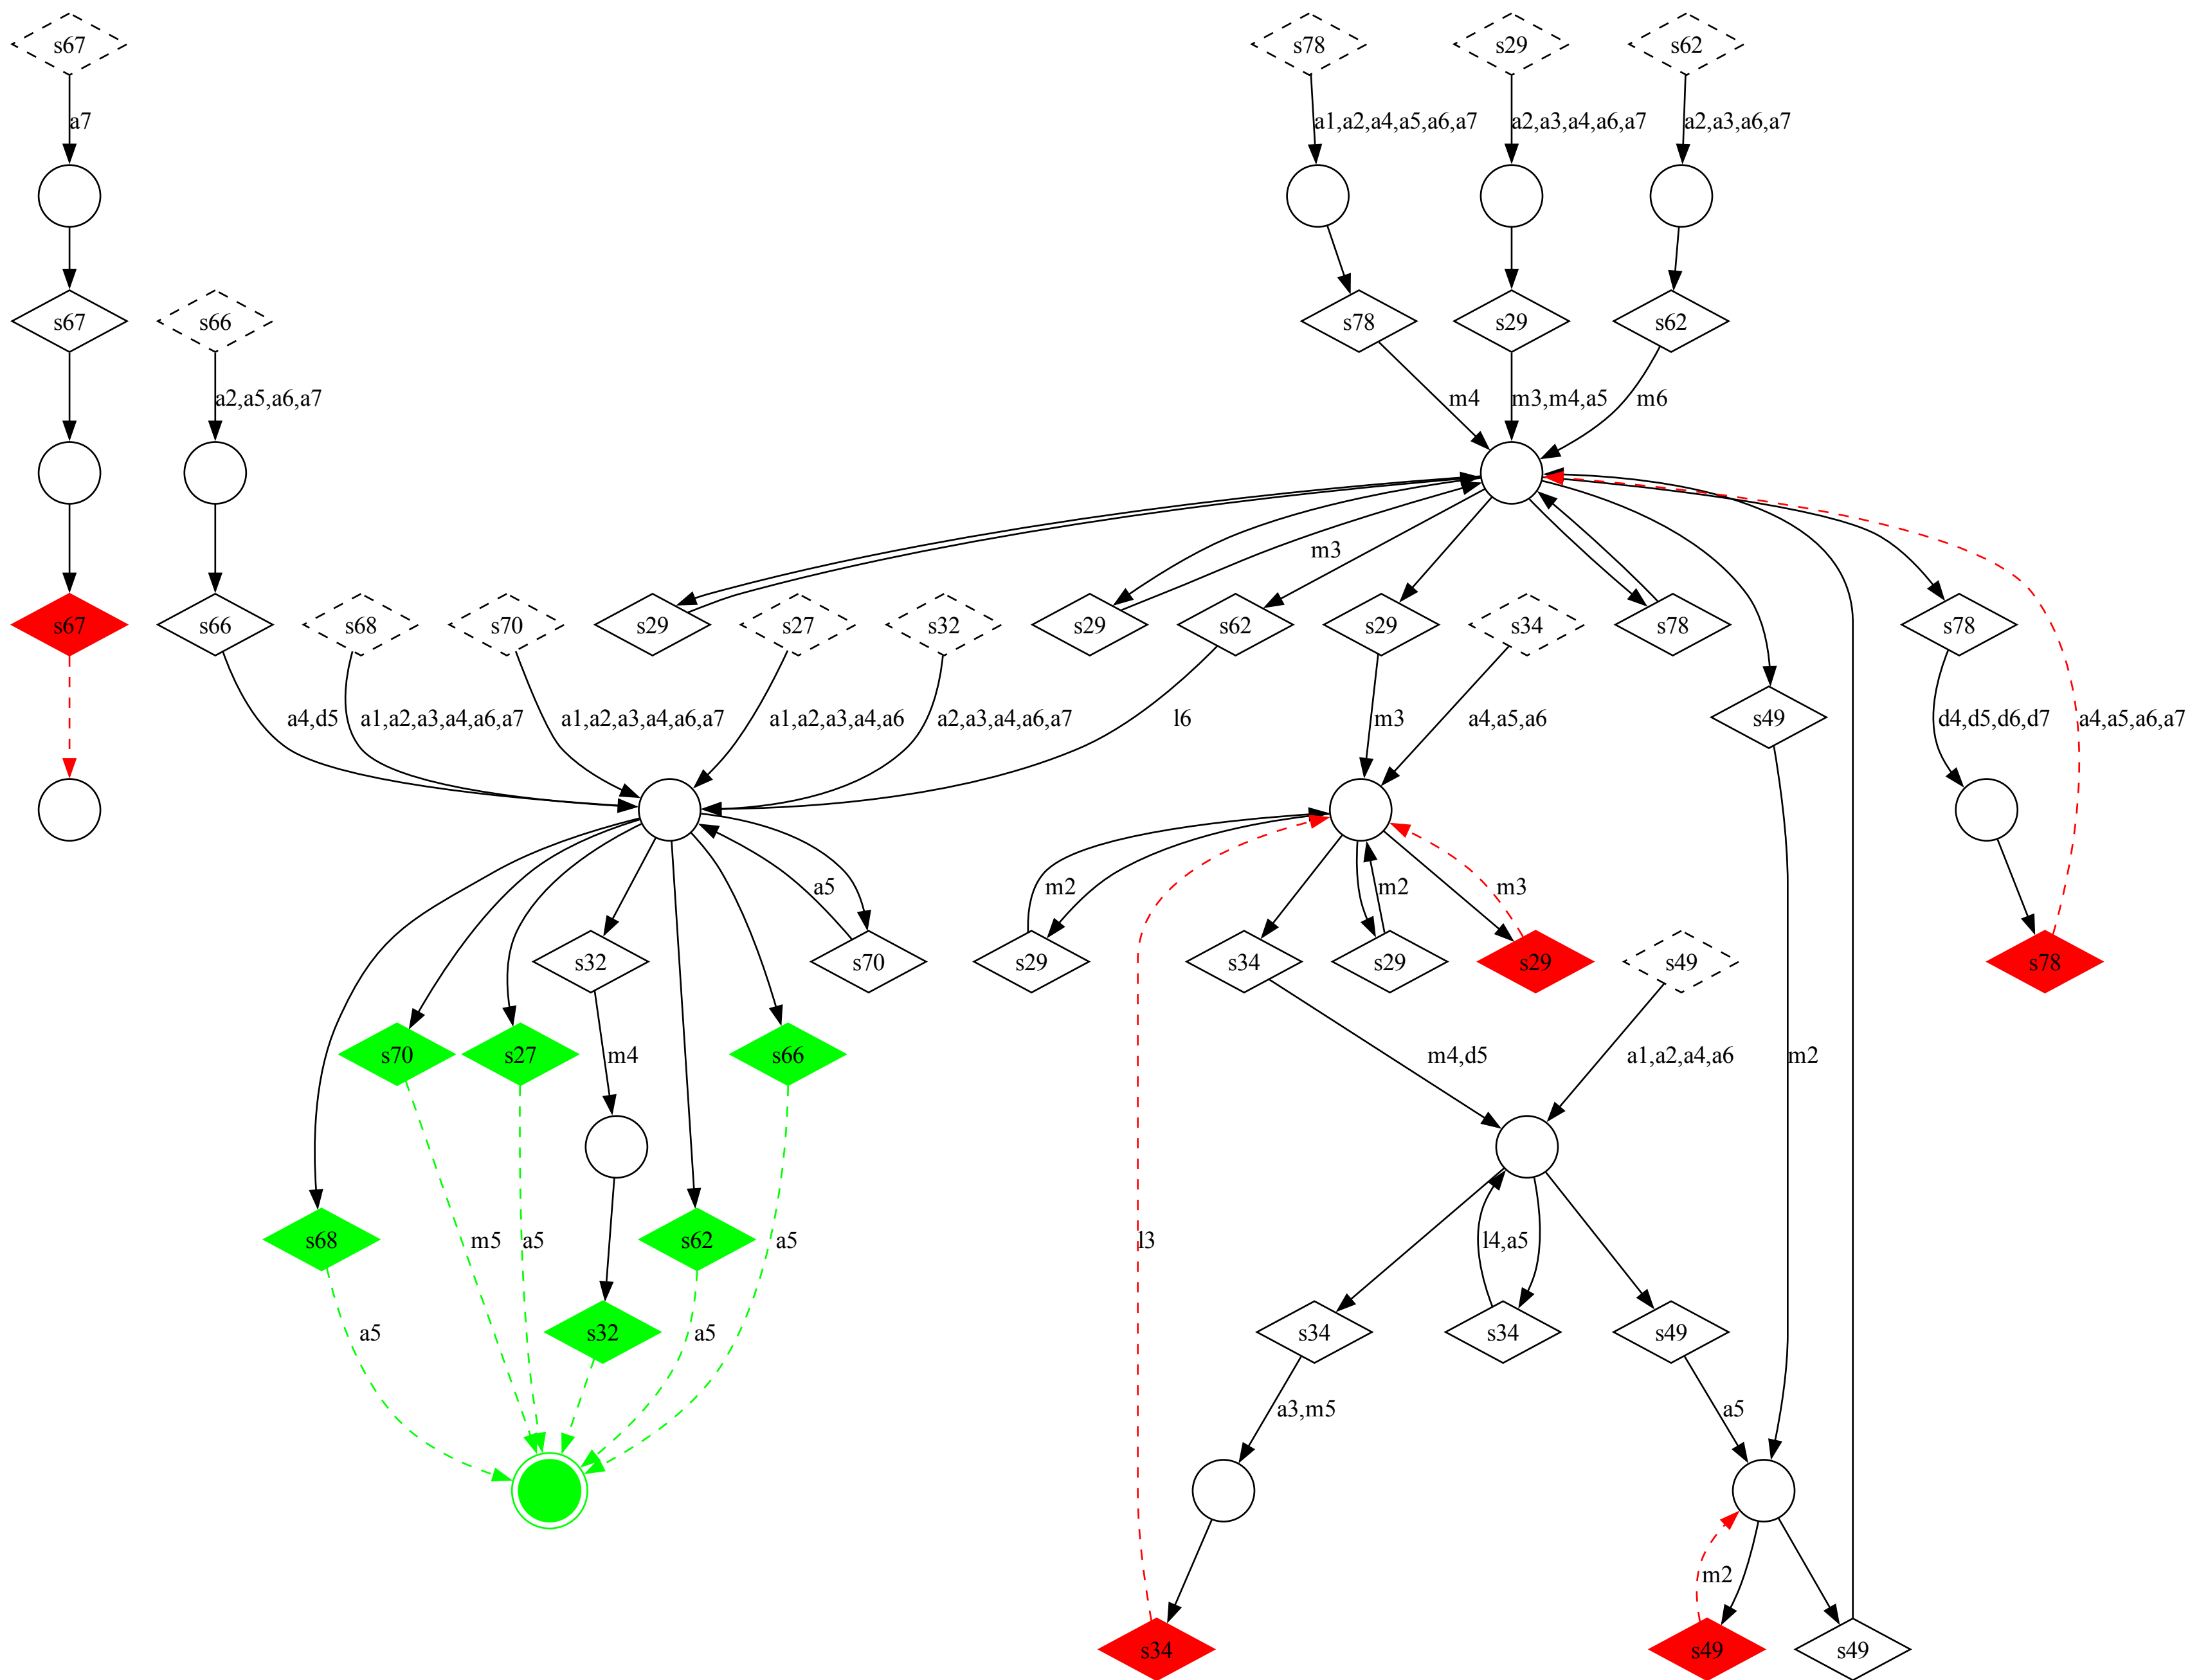 s67
s78
s29
s62
a7
a1,a2,a4,a5,a6,a7
a2,a3,a4,a6,a7
a2,a3,a6,a7
s67
s66
s78
s29
s62
a2,a5,a6,a7
m4
m3,m4,a5
m6
m3
s67
s66
s68
s70
s29
s27
s32
s29
s62
s29
s34
s78
s78
a4,d5
a1,a2,a3,a4,a6,a7
a1,a2,a3,a4,a6,a7
a1,a2,a3,a4,a6
a2,a3,a4,a6,a7
l6
m3
a4,a5,a6
s49
d4,d5,d6,d7
a4,a5,a6,a7
a5
m2
m2
m3
s32
s70
s29
s34
s29
s29
s49
s78
s70
s27
m4
s66
m4,d5
a1,a2,a4,a6
m2
s68
m5
a5
s62
a5
l3
l4,a5
a5
s32
a5
s34
s34
s49
a3,m5
a5
m2
s34
s49
s49